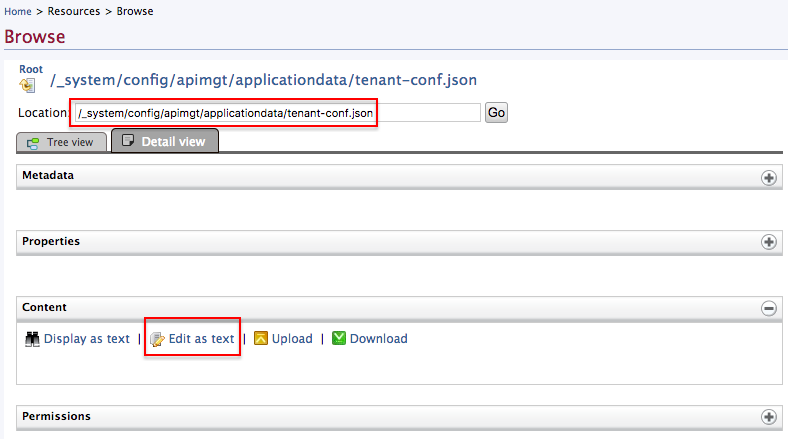 Home > Resources > Browse
Browse
Root
/_system/config/apimgt/applicationdata/tenant-conf.json
Location: /_system/config/apimgt/applicationdata/tenant-conf.json Go
Tree view Detail view
Metadata
Properties
Content
Display as text | Edit as text | Upload | Download
Permissions